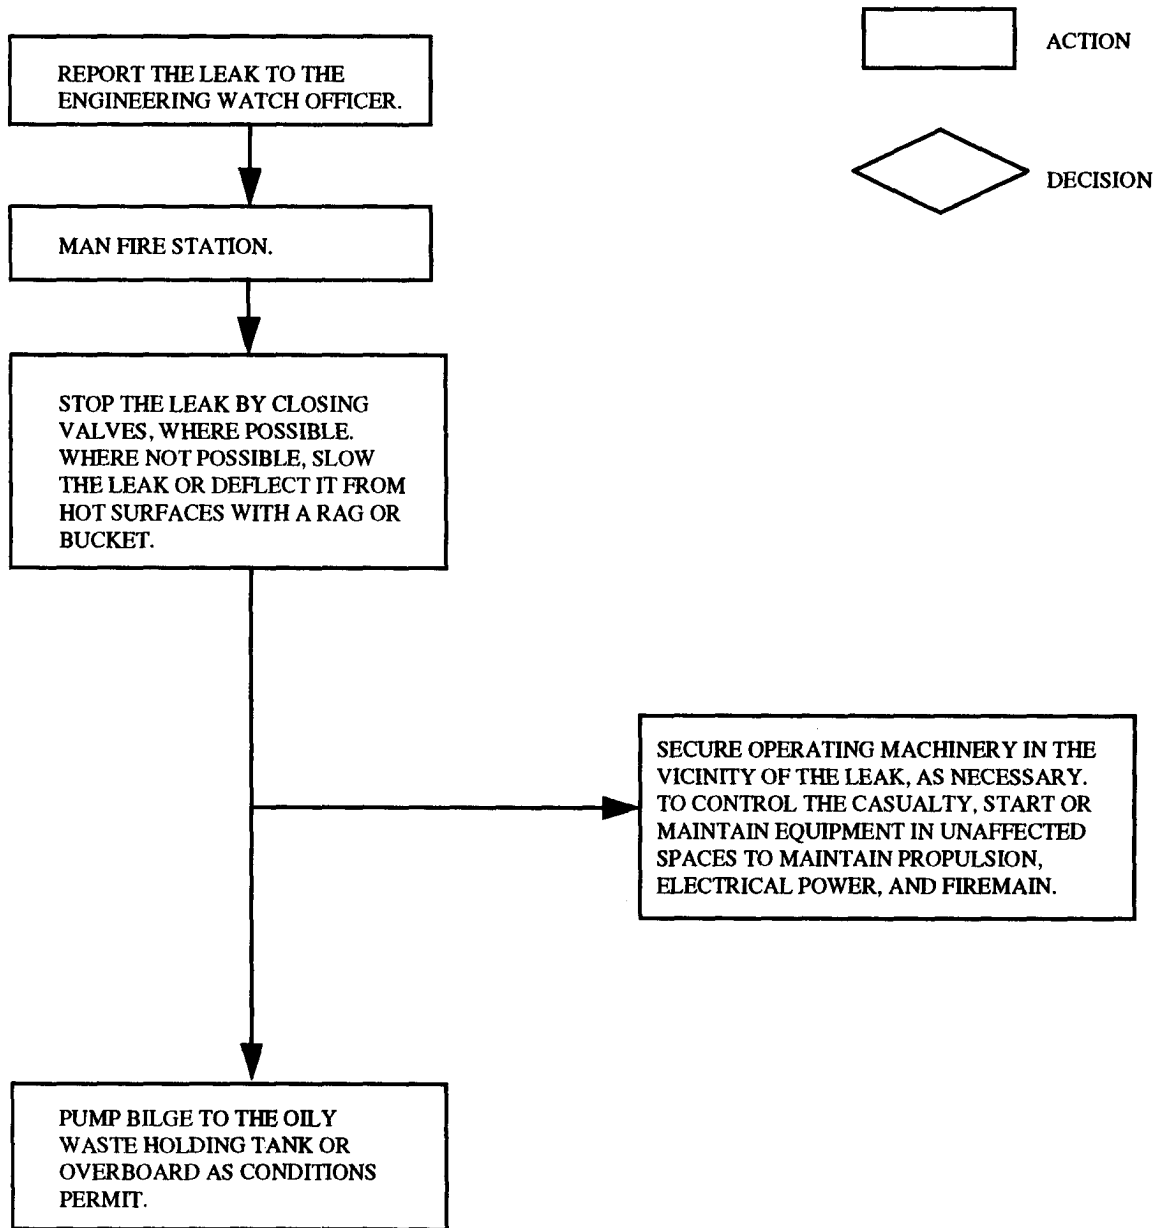 REPORT THE LEAK TO THE
ENGINEERING WATCH OFFICER.
ACTION
DECISION
MAN FIRE STATION.
STOP THE LEAK BY CLOSING
VALVES, WHERE POSSIBLE.
WHERE NOT POSSIBLE, SLOW
THE LEAK OR DEFLECT IT FROM
HOT SURFACES WITH A RAG OR
BUCKET.
SECURE OPERATING MACHINERY IN THE
VICINITY OF THE LEAK, AS NECESSARY.
TO CONTROL THE CASUALTY, START OR
MAINTAIN EQUIPMENT IN UNAFFECTED
SPACES TO MAINTAIN PROPULSION,
ELECTRICAL POWER, AND FIREMAIN.
PUMP BILGE TO THE OILY
WASTE HOLDING TANK OR
OVERBOARD AS CONDITIONS
PERMIT.